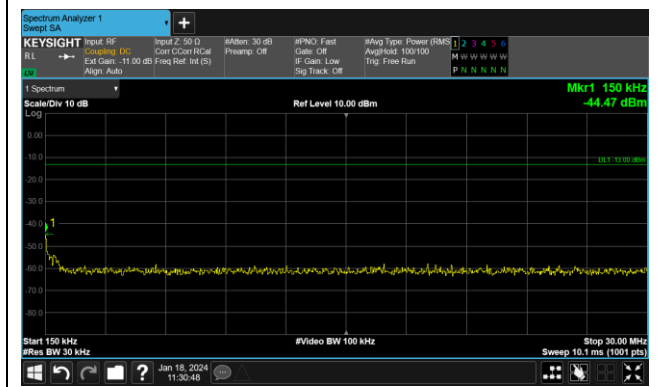 Spectrum Analyzer 1
Swept SA
KEYSIGHT
RL
LW
Input: RF
Coupling: DC
Ext Gain: -11.00 dB
Align: Auto
Input Z: 50 Ω
Corr CCorr RCal
Freq Ref: Int (S)
#Atten: 30 dB
Preamp: Off
#PNO: Fast
Gate: Off
IF Gain: Low
Sig Track: Off
#Avg Type: Power (RMS
Avg|Hold: 100/100
Trig: Free Run
1 2 3 4 5 6
M W W W W W
P N N N N N
1 Spectrum
Mkr1 150 kHz
Scale/Div 10 dB
Ref Level 10.00 dBm
-44.47 dBm
Log
0.00
DL1 -13.00 dBm
-10.0
-20.0
-30.0
-40.0
1
-50.0
-60.0
-70.0
-80.0
Start 150 kHz
#Video BW 100 kHz
Stop 30.00 MHz
#Res BW 30 kHz
Sweep 10.1 ms (1001 pts)
?
Jan 18, 2024
11:30:48